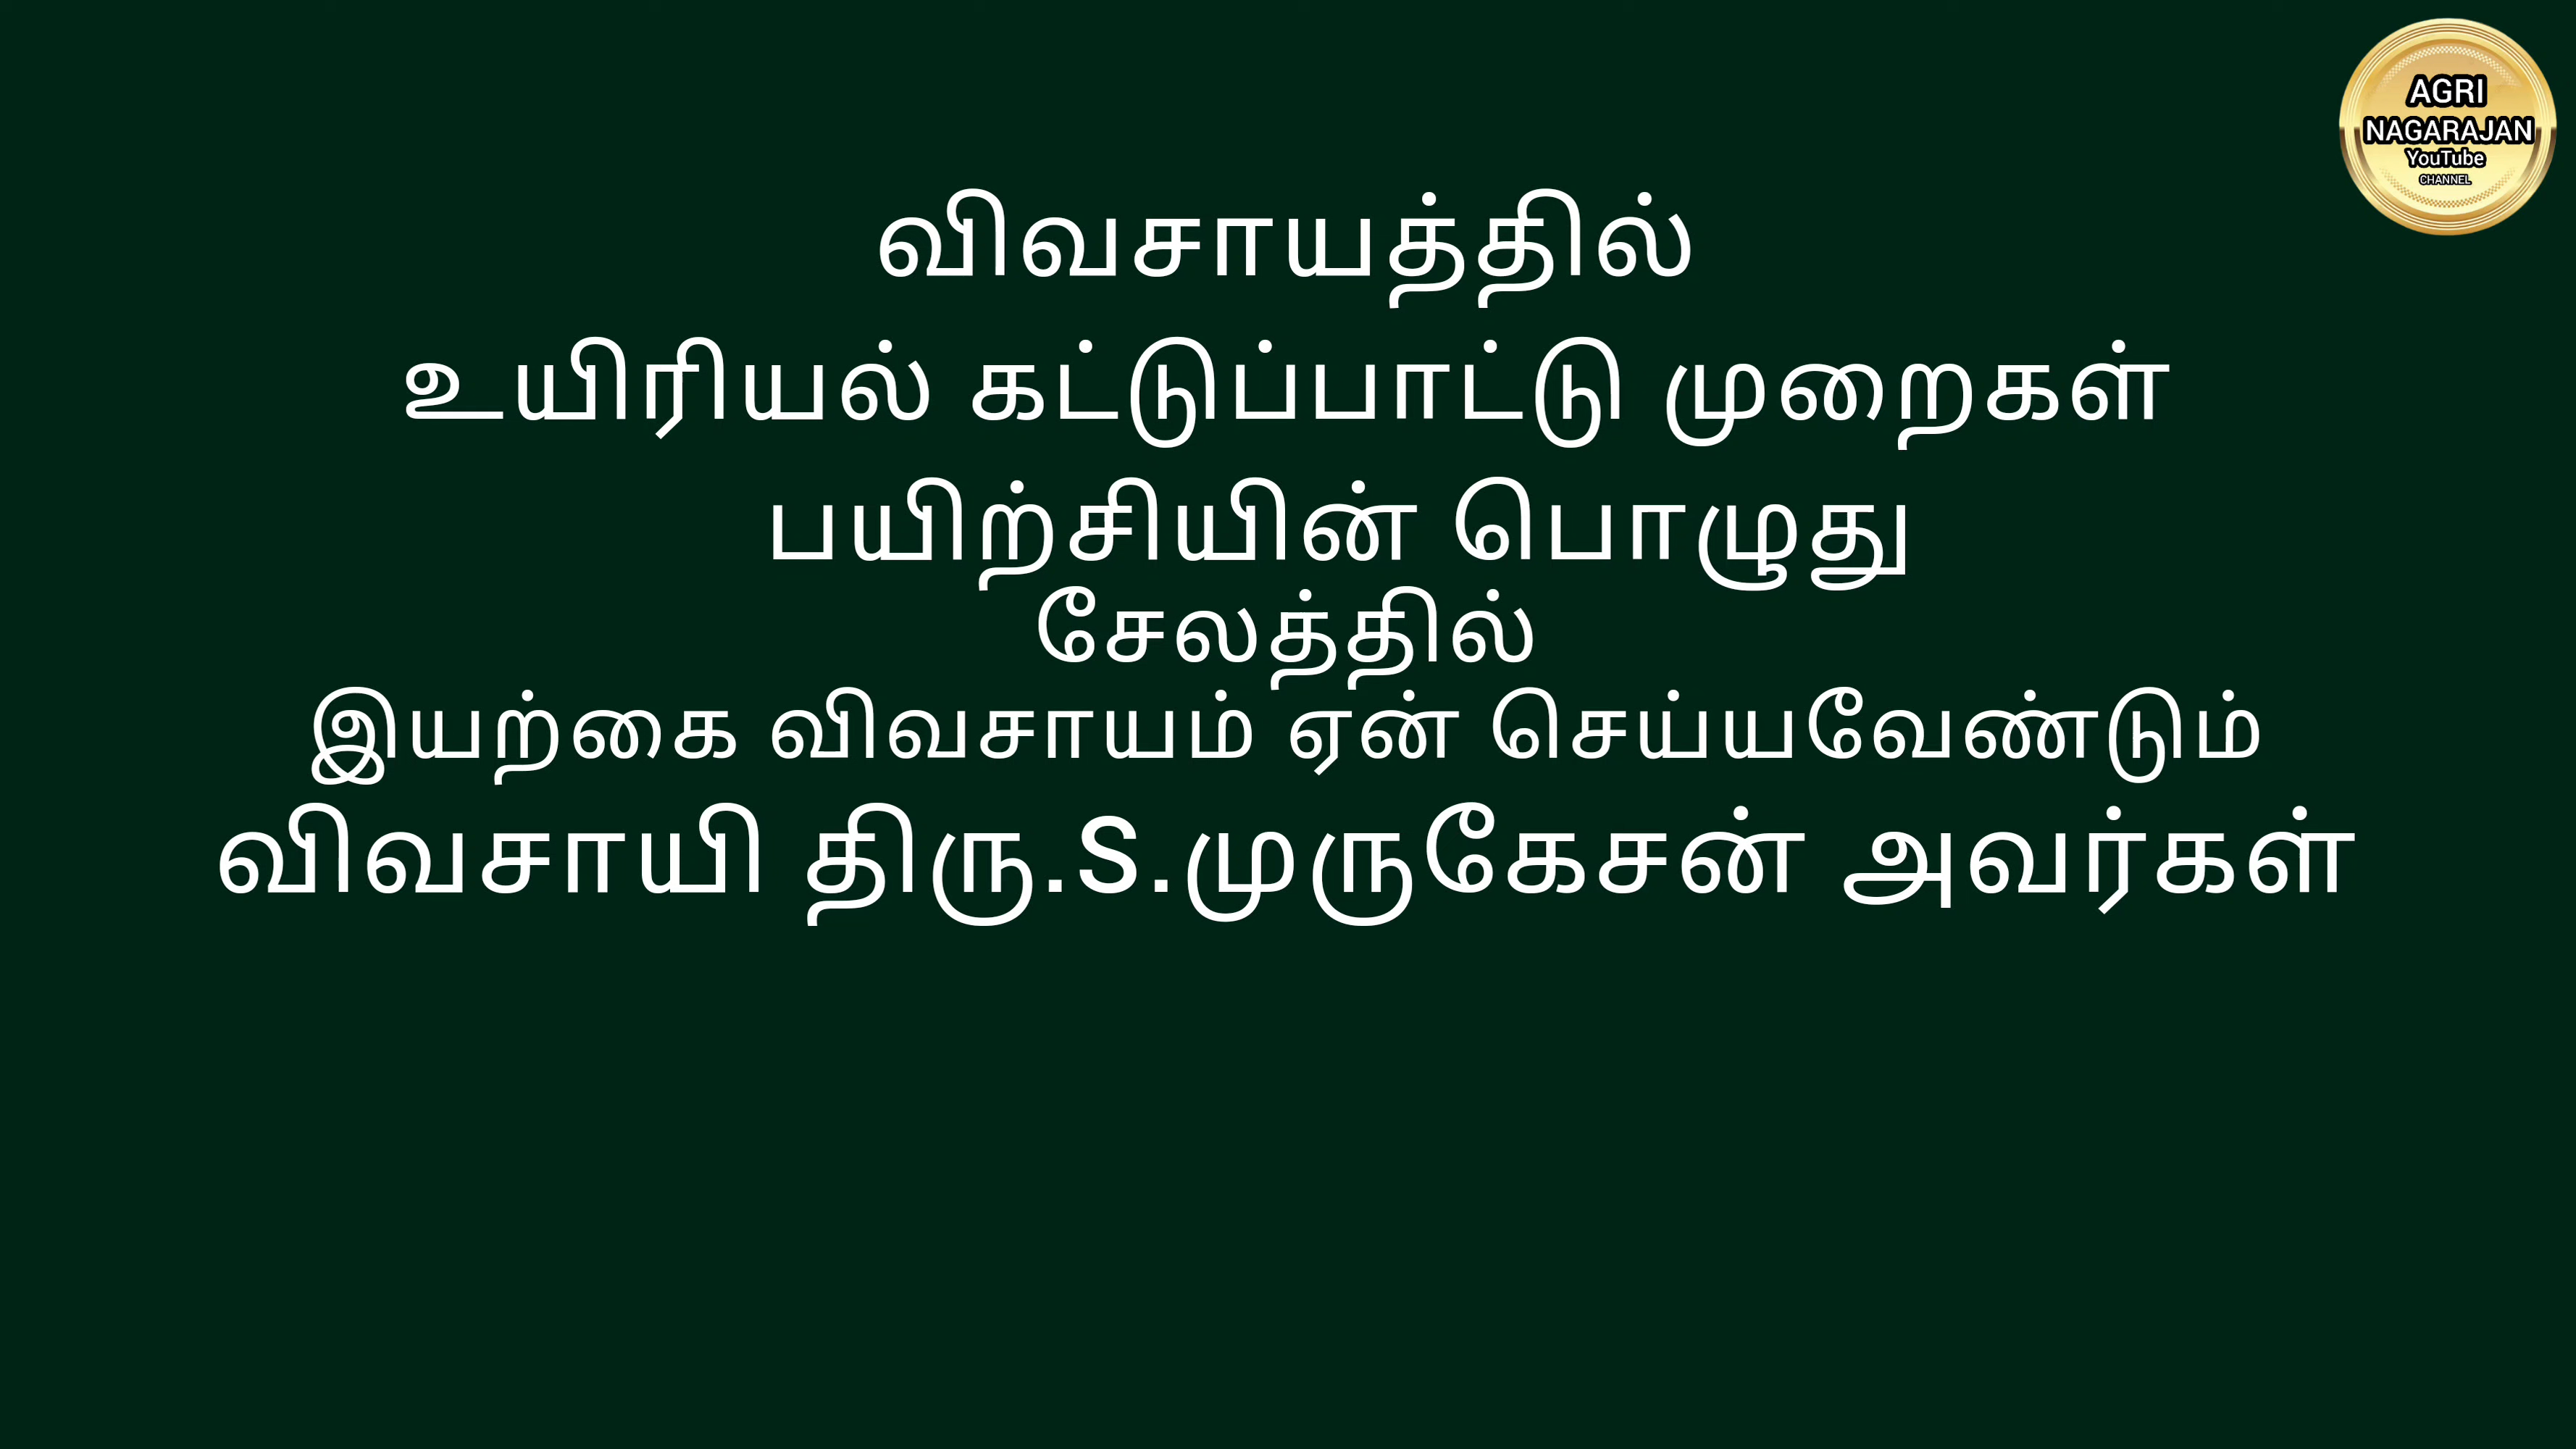 AGRI
NAGARAJAN
YouTube
CHANNEL
விவசாயத்தில்
உயிரியல் கட்டுப்பாட்டு முறைகள்
பயிற்சியின் பொழுது
சேலத்தில்
இயற்கை விவசாயம் ஏன் செய்யவேண்டும்
விவசாயி திரு.S.முருகேசன் அவர்கள்